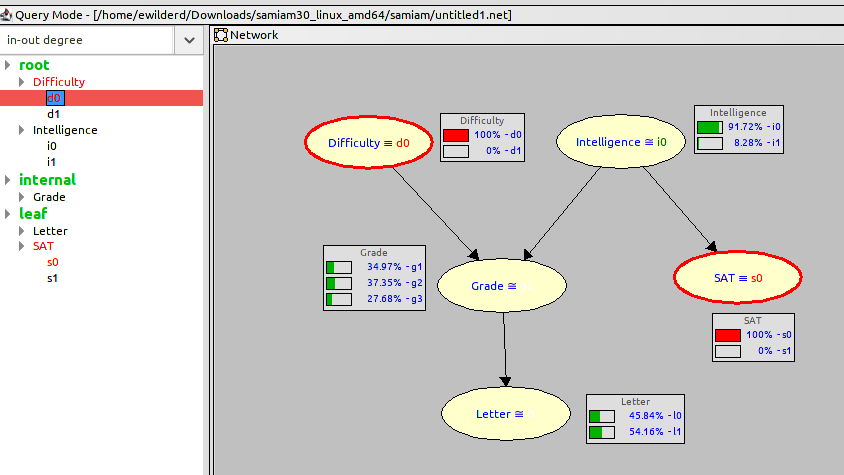 Query Mode - [/home/ewilderd/Downloads/samiam30_linux_amd64/samiam/untitled1.net]
in-out degree
root
Difficulty
d0
d1
Intelligence
i0
i1
internal
Grade
leaf
Letter
SAT
s0
s1
Network
Difficulty ≡ d0
Difficulty
100% - d0
0% - d1
Intelligence ≅ i0
Intelligence
91.72% - i0
8.28% - i1
Grade
34.97% - g1
37.35% - g2
27.68% - g3
Grade ≅
SAT ≡ s0
SAT
100% - s0
0% - s1
Letter ≅
Letter
45.84% - l0
54.16% - l1